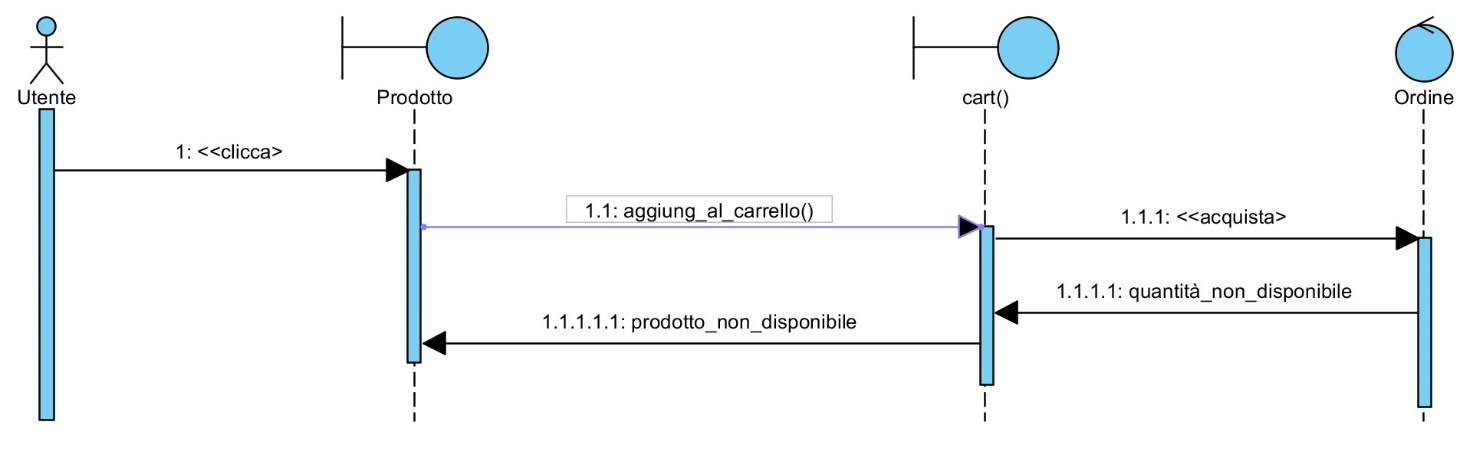 Utente
Prodotto
cart()
Ordine
1: <<clicca>
1.1: aggiung_al_carrello()
1.1.1: <<acquista>
1.1.1.1: quantità_non_disponibile
1.1.1.1.1: prodotto_non_disponibile